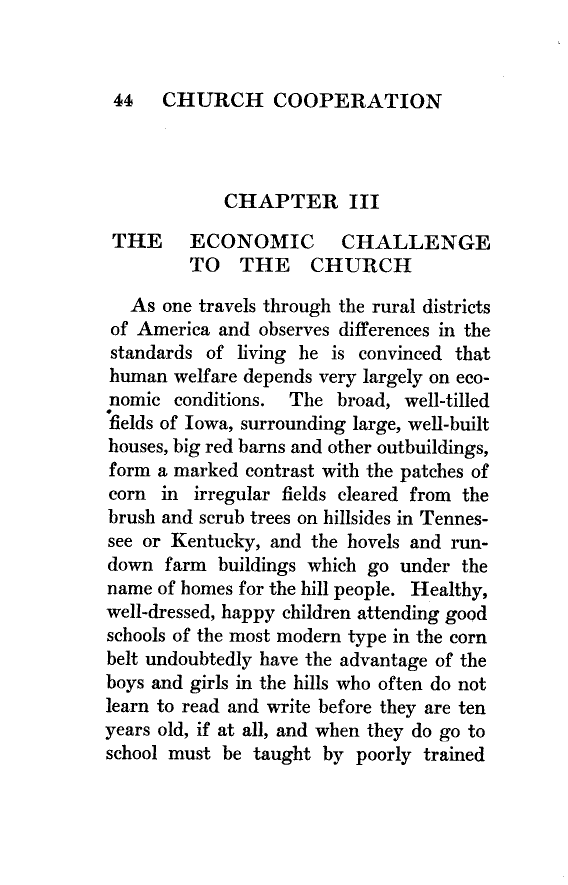 44 CHURCH COOPERATION
CHAPTER III
THE ECONOMIC CHALLENGE
TO THE CHURCH
As one travels through the rural districts
of America and observes differences in the
standards of living he is convinced that
human welfare depends very largely on eco-
nomic conditions. The broad, well-tilled
fields of Iowa, surrounding large, well-built
houses, big red barns and other outbuildings,
form a marked contrast with the patches of
corn in irregular fields cleared from the
brush and scrub trees on hillsides in Tennes-
see or Kentucky, and the hovels and run-
down farm buildings which go under the
name of homes for the hill people. Healthy,
well-dressed, happy children attending good
schools of the most modern type in the corn
belt undoubtedly have the advantage of the
boys and girls in the hills who often do not
learn to read and write before they are ten
years old, if at all, and when they do go to
school must be taught by poorly trained